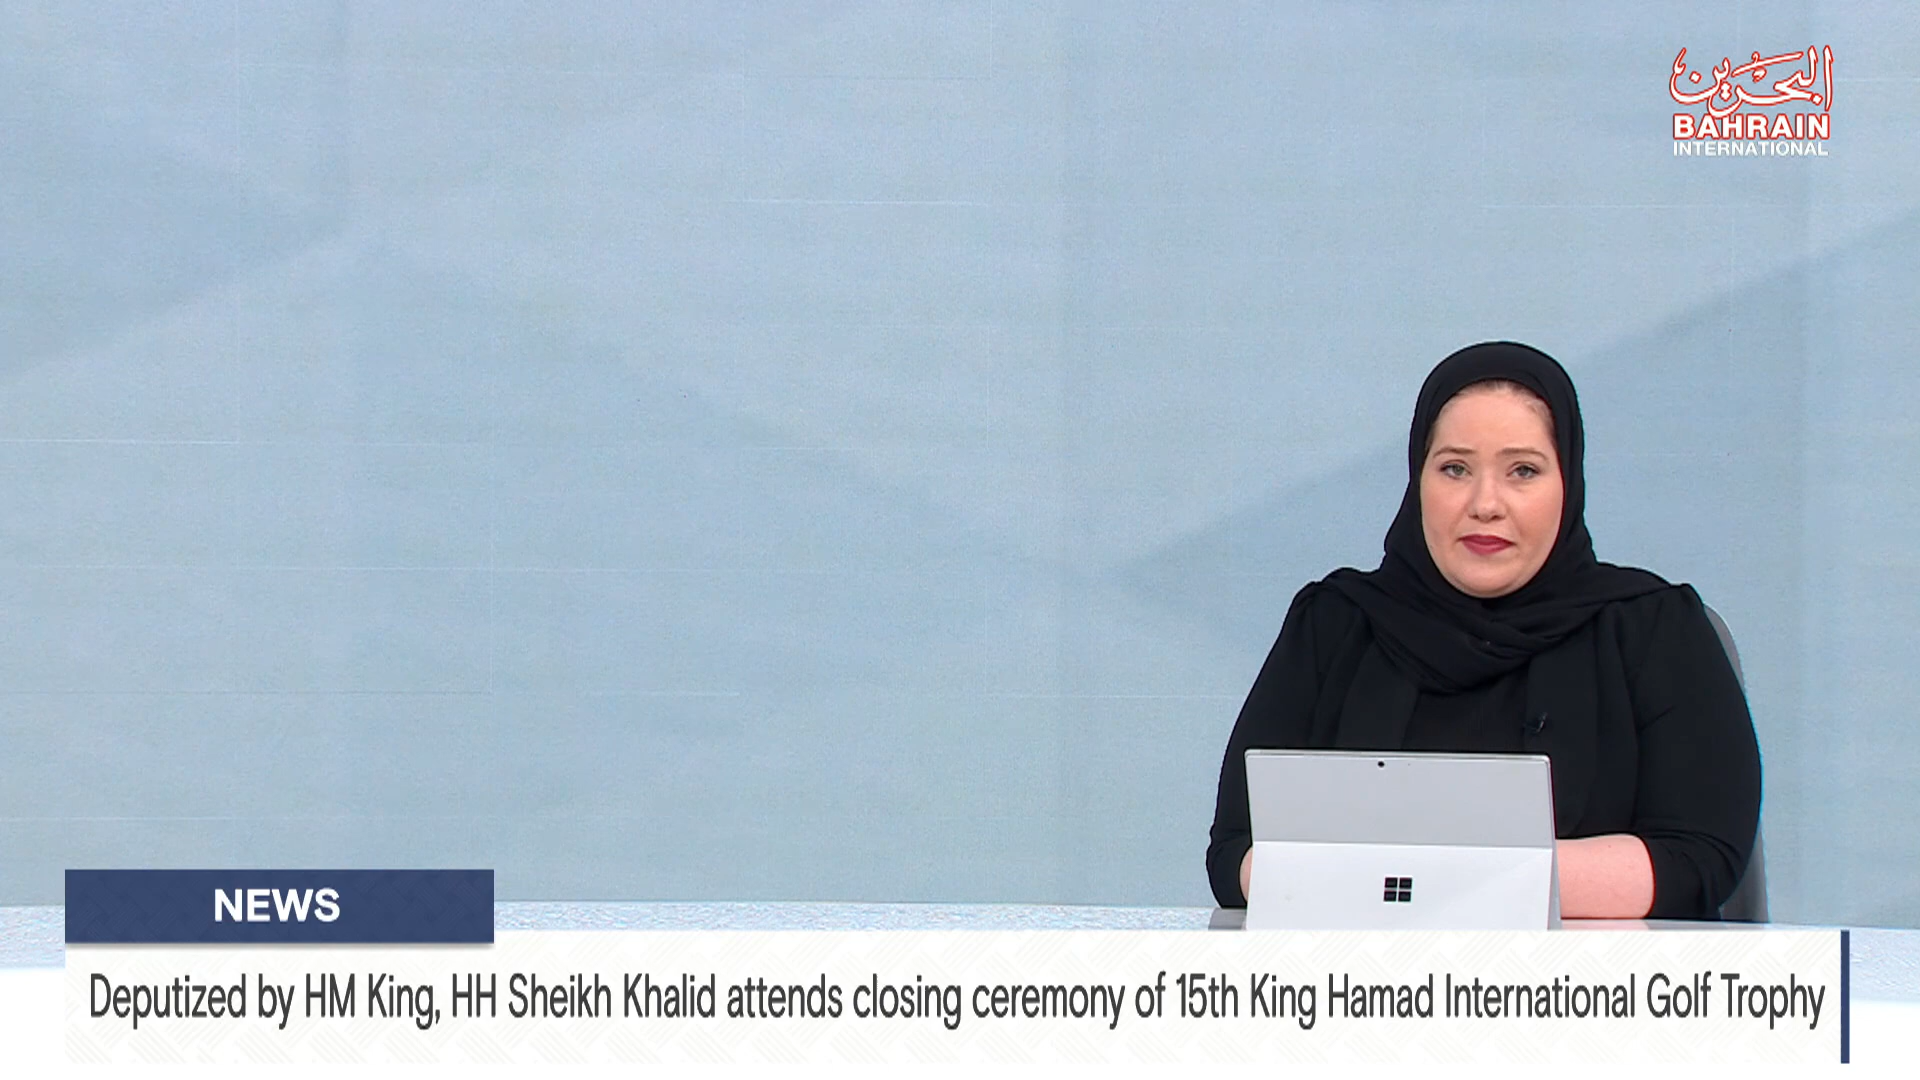 البحرين
BAHRAIN
INTERNATIONAL
NEWS
Deputized by HM King, HH Sheikh Khalid attends closing ceremony of 15th King Hamad International Golf Trophy